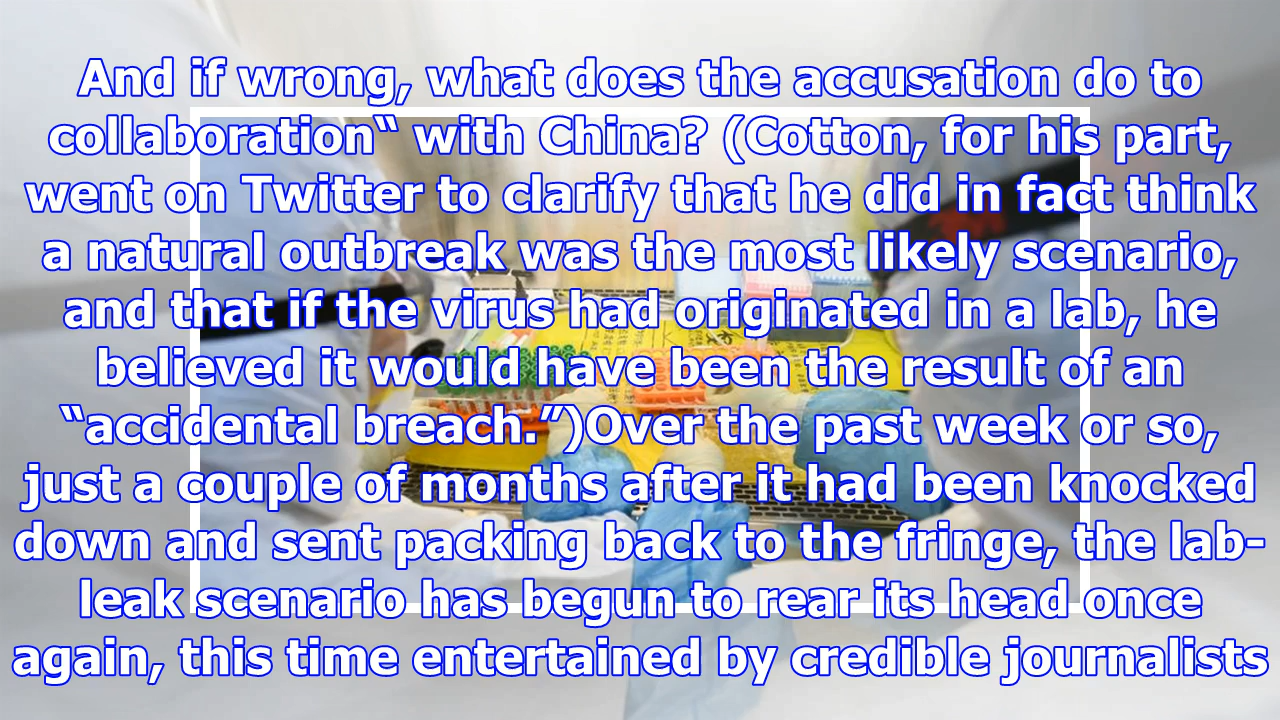 And if wrong, what does the accusation do to
collaboration“ with China? (Cotton, for his part,
went on Twitter to clarify that he did in fact think
a natural outbreak was the most likely scenario,
and that if the virus had originated in a lab, he
believed it would have been the result of an
“accidental breach.”)Over the past week or so,
just a couple of months after it had been knocked
down and sent packing back to the fringe, the lab-
leak scenario has begun to rear its head once
again, this time entertained by credible journalists